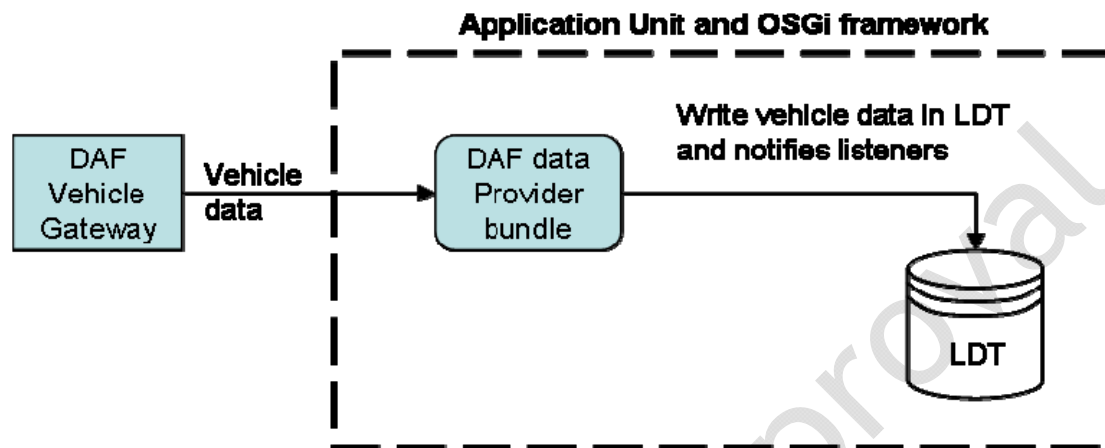 Application Unit and OSGi framework
Write vehicle data in LDT
and notifies listeners
DAF
Vehicle
Gateway
Vehicle
data
DAF data
Provider
bundle
LDT
proval